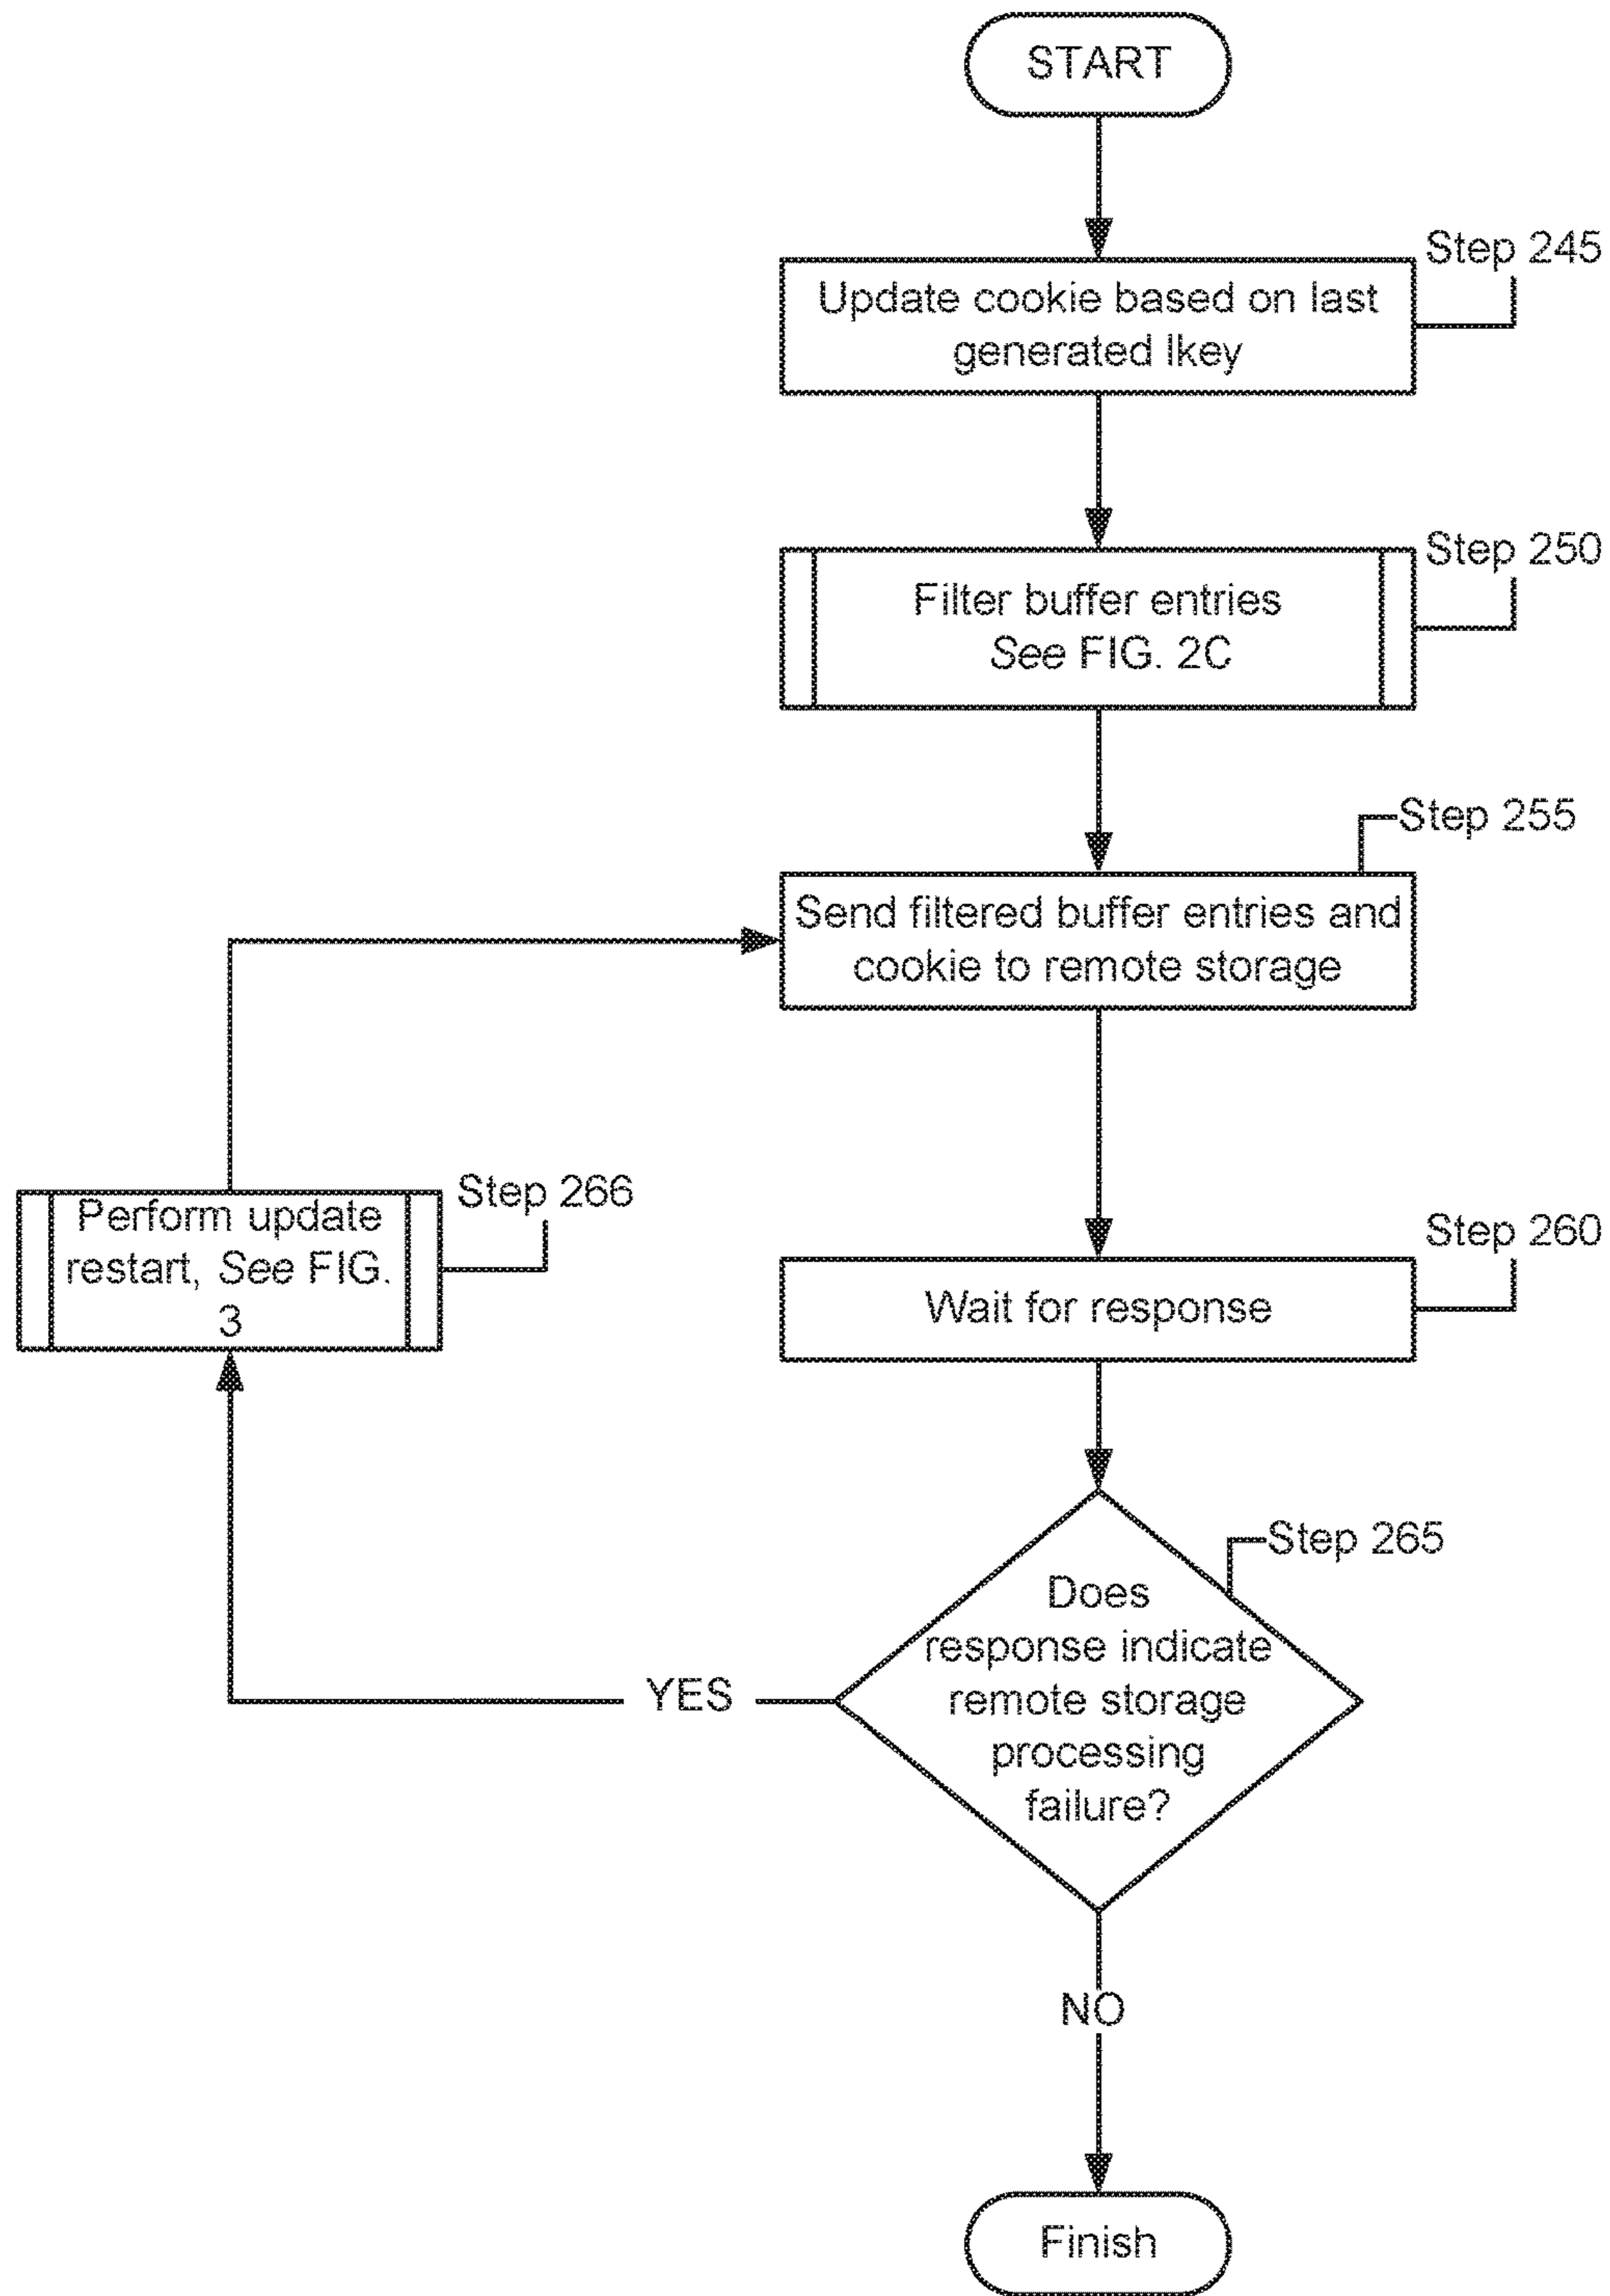 START
Step 245
Update cookie based on last
generated lkey
Step 250
Filter buffer entries
See FIG. 2C
Step 255
Send filtered buffer entries and
cookie to remote storage
Step 266
Perform update
restart, See FIG.
3
Step 260
Wait for response
Step 265
Does
response indicate
remote storage
processing
failure?
YES
NO
Finish